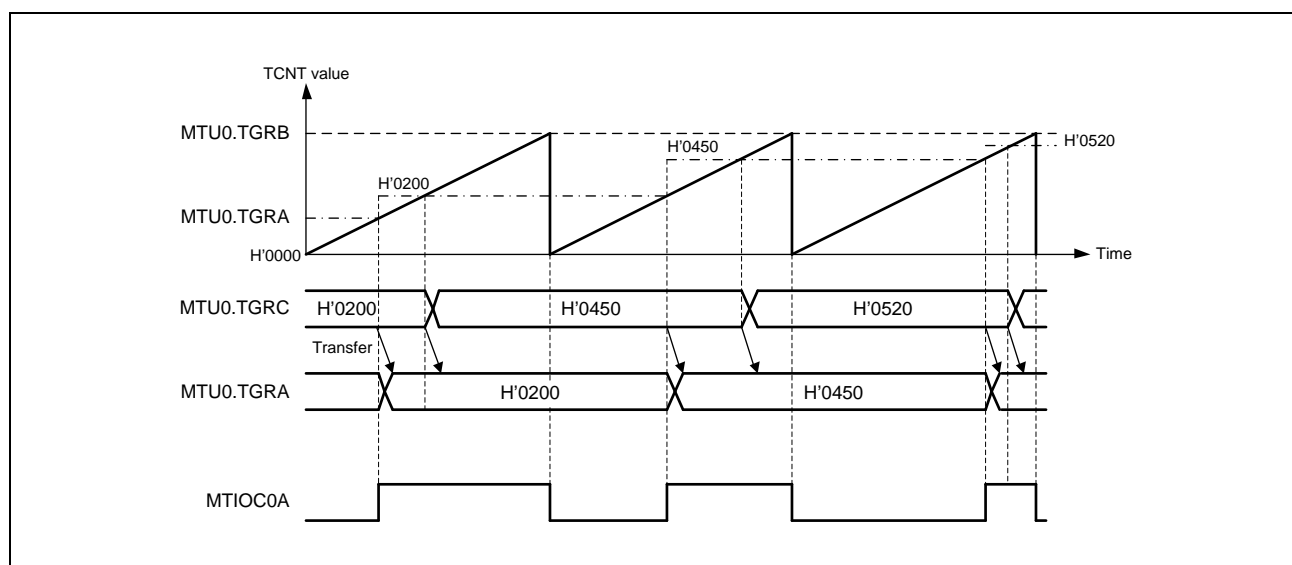 TCNT value
MTU0.TGRB
H'0520
H'0450
H'0200
MTU0.TGRA
H'0000
Time
MTU0.TGRC H'0200 H'0450 H'0520
Transfer
MTU0.TGRA H'0200 H'0450
MTIOC0A